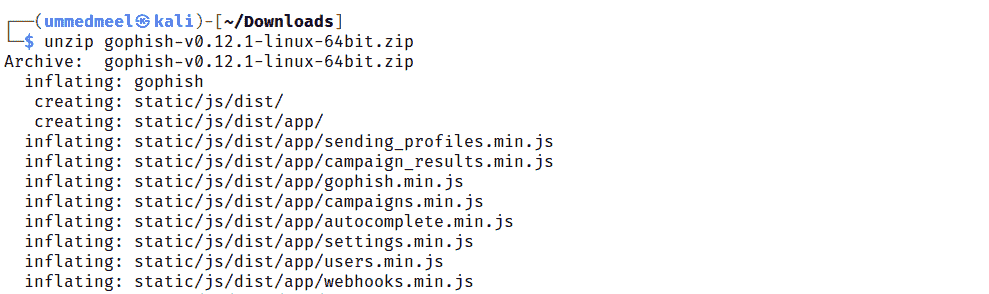 ┌──(ummedmeel㉿kali)-[~/Downloads]
└─$ unzip gophish-v0.12.1-linux-64bit.zip
Archive:  gophish-v0.12.1-linux-64bit.zip
  inflating: gophish
   creating: static/js/dist/
   creating: static/js/dist/app/
  inflating: static/js/dist/app/sending_profiles.min.js
  inflating: static/js/dist/app/campaign_results.min.js
  inflating: static/js/dist/app/gophish.min.js
  inflating: static/js/dist/app/campaigns.min.js
  inflating: static/js/dist/app/autocomplete.min.js
  inflating: static/js/dist/app/settings.min.js
  inflating: static/js/dist/app/users.min.js
  inflating: static/js/dist/app/webhooks.min.js